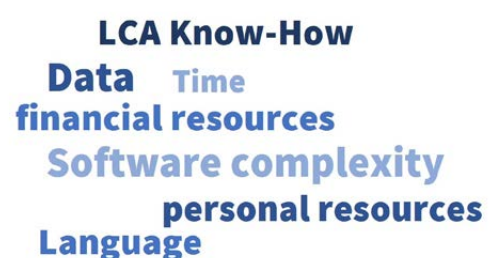 LCA Know-How
Data Time
financial resources
Software complexity
personal resources
Language